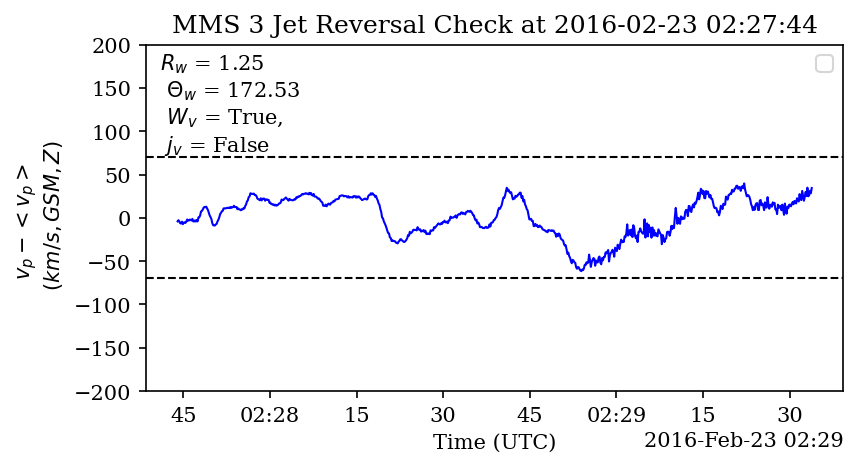 MMS 3 Jet Reversal Check at 2016-02-23 02:27:44
R_w = 1.25
Θ_w = 172.53
W_v = True,
j_v = False
200
150
100
50
0
−50
−100
−150
−200
v_p − < v_p >
(km/s, GSM, Z)
45
02:28
15
30
45
02:29
15
30
Time (UTC)
2016-Feb-23 02:29